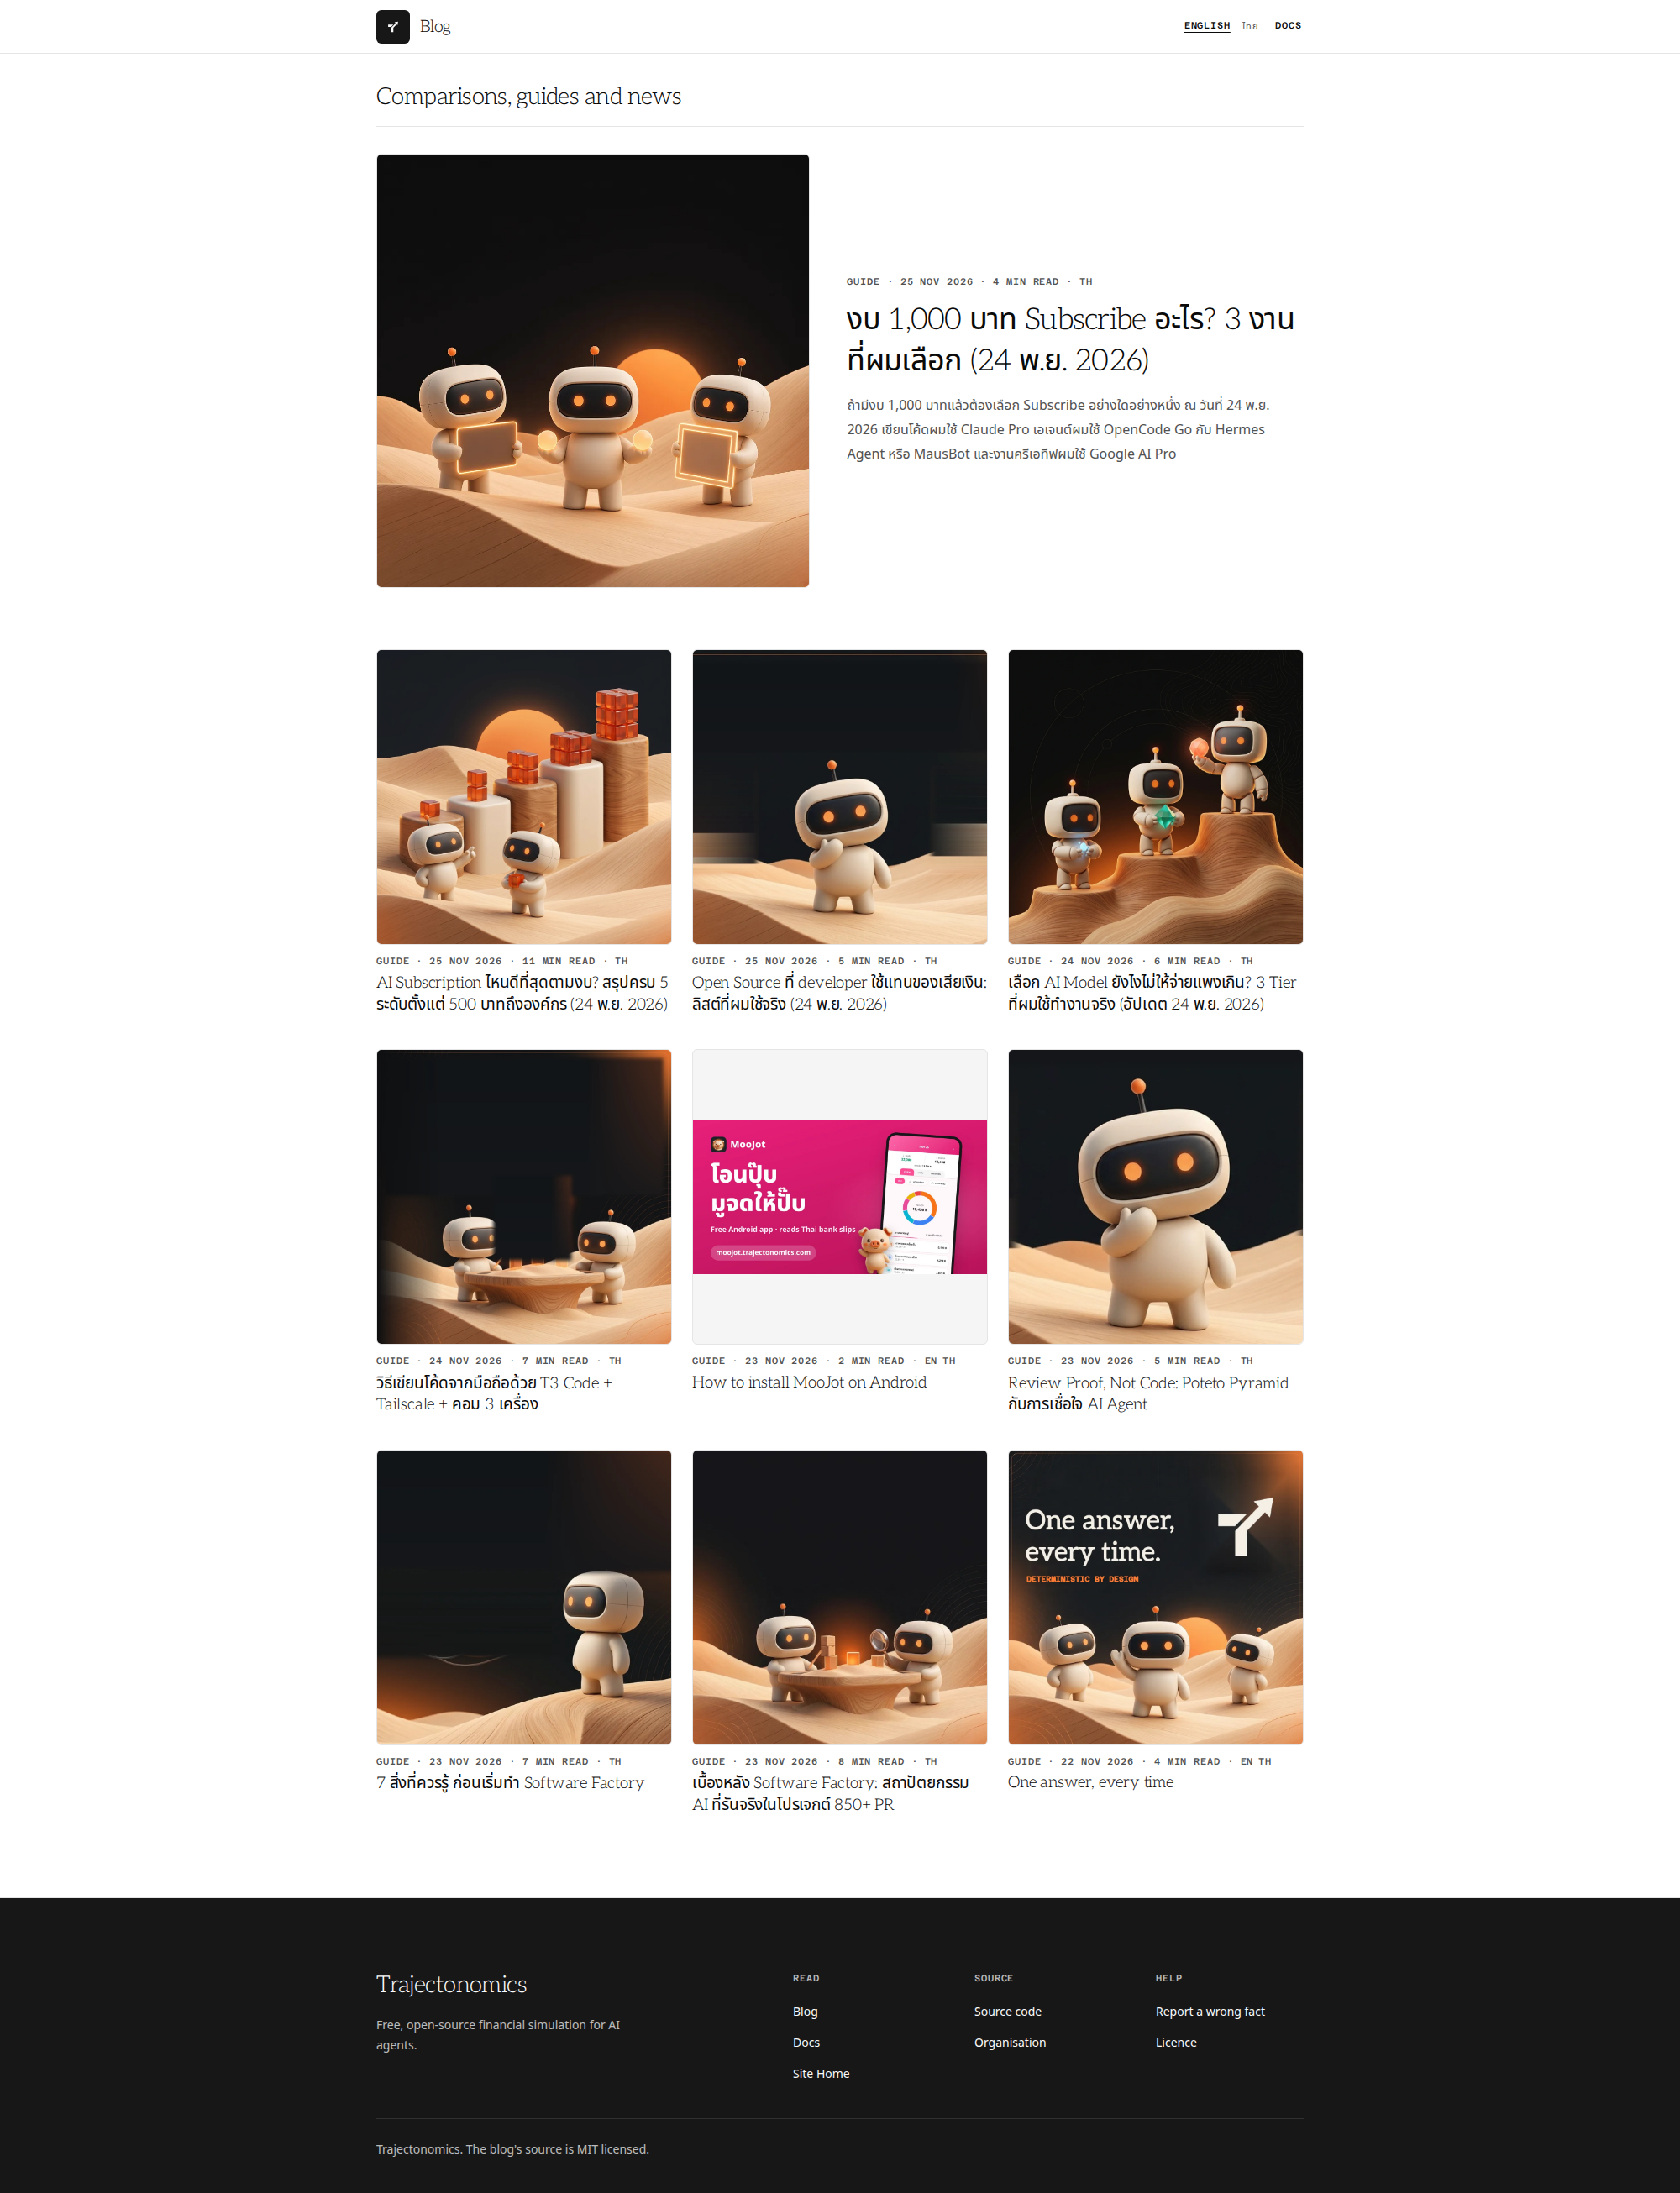 Blog
ENGLISH ไทย DOCS
Comparisons, guides and news
GUIDE · 25 NOV 2026 · 4 MIN READ · TH
งบ 1,000 บาท Subscribe อะไร? 3 งาน
ที่ผมเลือก (24 พ.ย. 2026)
ถ้ามีงบ 1,000 บาทแล้วต้องเลือก Subscribe อย่างใดอย่างหนึ่ง ณ วันที่ 24 พ.ย.
2026 เขียนโค้ดผมใช้ Claude Pro เอเจนต์ผมใช้ OpenCode Go กับ Hermes
Agent หรือ MausBot และงานครีเอทีฟผมใช้ Google AI Pro
GUIDE · 25 NOV 2026 · 11 MIN READ · TH
AI Subscription ไหนดีที่สุดตามงบ? สรุปครบ 5
ระดับตั้งแต่ 500 บาทถึงองค์กร (24 พ.ย. 2026)
GUIDE · 25 NOV 2026 · 5 MIN READ · TH
Open Source ที่ developer ใช้แทนของเสียเงิน:
ลิสต์ที่ผมใช้จริง (24 พ.ย. 2026)
GUIDE · 24 NOV 2026 · 6 MIN READ · TH
เลือก AI Model ยังไงไม่ให้จ่ายแพงเกิน? 3 Tier
ที่ผมใช้ทำงานจริง (อัปเดต 24 พ.ย. 2026)
GUIDE · 24 NOV 2026 · 7 MIN READ · TH
วิธีเขียนโค้ดจากมือถือด้วย T3 Code +
Tailscale + คอม 3 เครื่อง
MooJot
โอนปุ๊บ
มูจดให้ปั๊บ
Free Android app · reads Thai bank slips
moojot.trajectonomics.com
GUIDE · 23 NOV 2026 · 2 MIN READ · EN TH
How to install MooJot on Android
GUIDE · 23 NOV 2026 · 5 MIN READ · TH
Review Proof, Not Code: Poteto Pyramid
กับการเชื่อใจ AI Agent
GUIDE · 23 NOV 2026 · 7 MIN READ · TH
7 สิ่งที่ควรรู้ ก่อนเริ่มทำ Software Factory
GUIDE · 23 NOV 2026 · 8 MIN READ · TH
เบื้องหลัง Software Factory: สถาปัตยกรรม
AI ที่รันจริงในโปรเจกต์ 850+ PR
One answer,
every time.
DETERMINISTIC BY DESIGN
GUIDE · 22 NOV 2026 · 4 MIN READ · EN TH
One answer, every time
Trajectonomics
Free, open-source financial simulation for AI
agents.
READ
Blog
Docs
Site Home
SOURCE
Source code
Organisation
HELP
Report a wrong fact
Licence
Trajectonomics. The blog's source is MIT licensed.